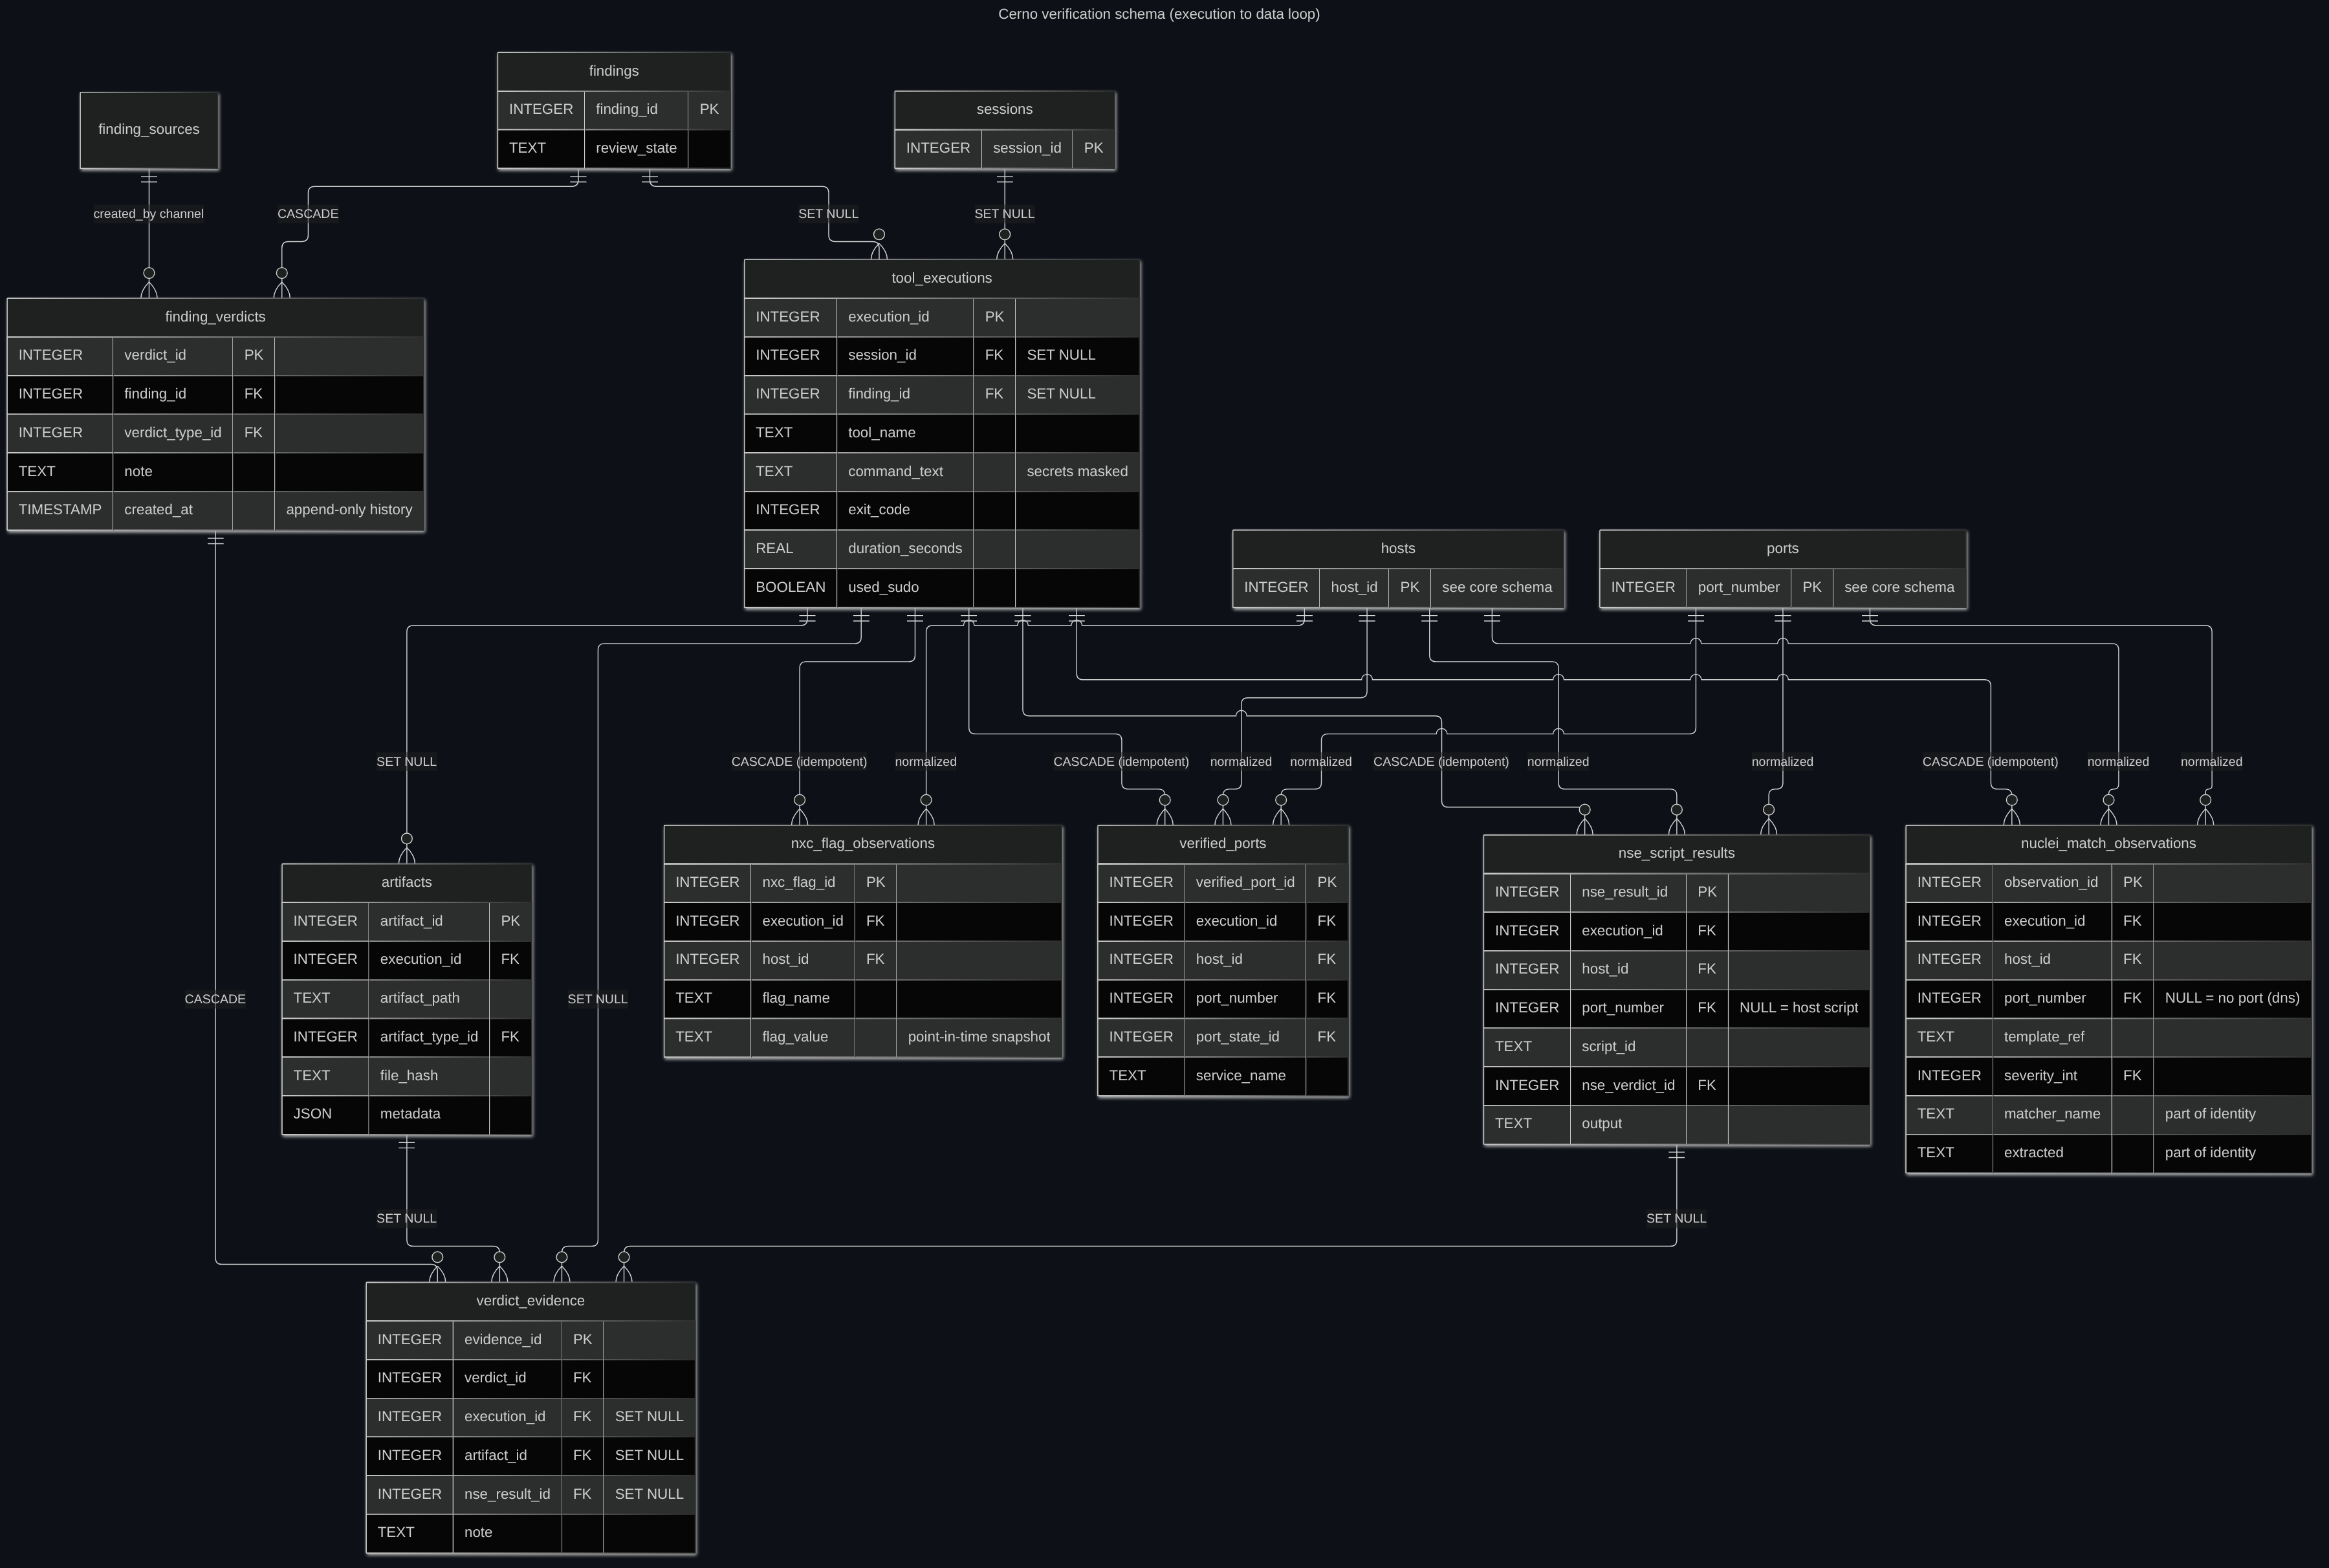 Cerno verification schema (execution to data loop)
finding_sources
findings
INTEGER finding_id PK
TEXT review_state
sessions
INTEGER session_id PK
created_by channel
CASCADE
SET NULL
SET NULL
finding_verdicts
INTEGER verdict_id PK
INTEGER finding_id FK
INTEGER verdict_type_id FK
TEXT note
TIMESTAMP created_at append-only history
tool_executions
INTEGER execution_id PK
INTEGER session_id FK SET NULL
INTEGER finding_id FK SET NULL
TEXT tool_name
TEXT command_text secrets masked
INTEGER exit_code
REAL duration_seconds
BOOLEAN used_sudo
hosts
INTEGER host_id PK see core schema
ports
INTEGER port_number PK see core schema
SET NULL
CASCADE (idempotent)
normalized
CASCADE (idempotent)
normalized
normalized
CASCADE (idempotent)
normalized
normalized
CASCADE (idempotent)
normalized
normalized
artifacts
INTEGER artifact_id PK
INTEGER execution_id FK
TEXT artifact_path
INTEGER artifact_type_id FK
TEXT file_hash
JSON metadata
nxc_flag_observations
INTEGER nxc_flag_id PK
INTEGER execution_id FK
INTEGER host_id FK
TEXT flag_name
TEXT flag_value point-in-time snapshot
verified_ports
INTEGER verified_port_id PK
INTEGER execution_id FK
INTEGER host_id FK
INTEGER port_number FK
INTEGER port_state_id FK
TEXT service_name
nse_script_results
INTEGER nse_result_id PK
INTEGER execution_id FK
INTEGER host_id FK
INTEGER port_number FK NULL = host script
TEXT script_id
INTEGER nse_verdict_id FK
TEXT output
nuclei_match_observations
INTEGER observation_id PK
INTEGER execution_id FK
INTEGER host_id FK
INTEGER port_number FK NULL = no port (dns)
TEXT template_ref
INTEGER severity_int FK
TEXT matcher_name part of identity
TEXT extracted part of identity
CASCADE
SET NULL
SET NULL
SET NULL
verdict_evidence
INTEGER evidence_id PK
INTEGER verdict_id FK
INTEGER execution_id FK SET NULL
INTEGER artifact_id FK SET NULL
INTEGER nse_result_id FK SET NULL
TEXT note